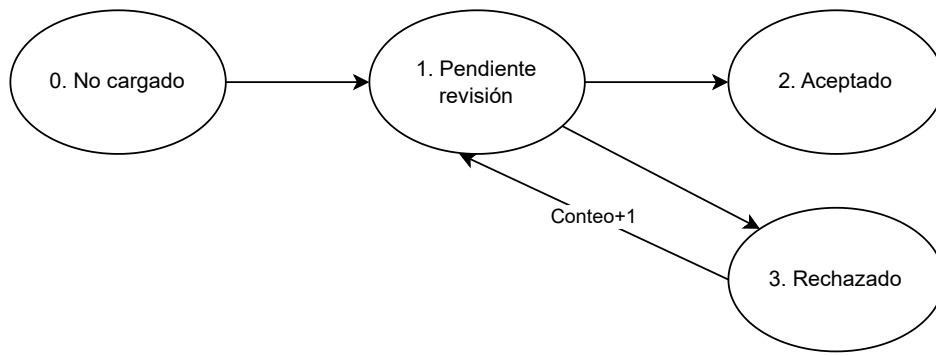 0. No cargado
1. Pendiente
revisión
2. Aceptado
Conteo+1
3. Rechazado